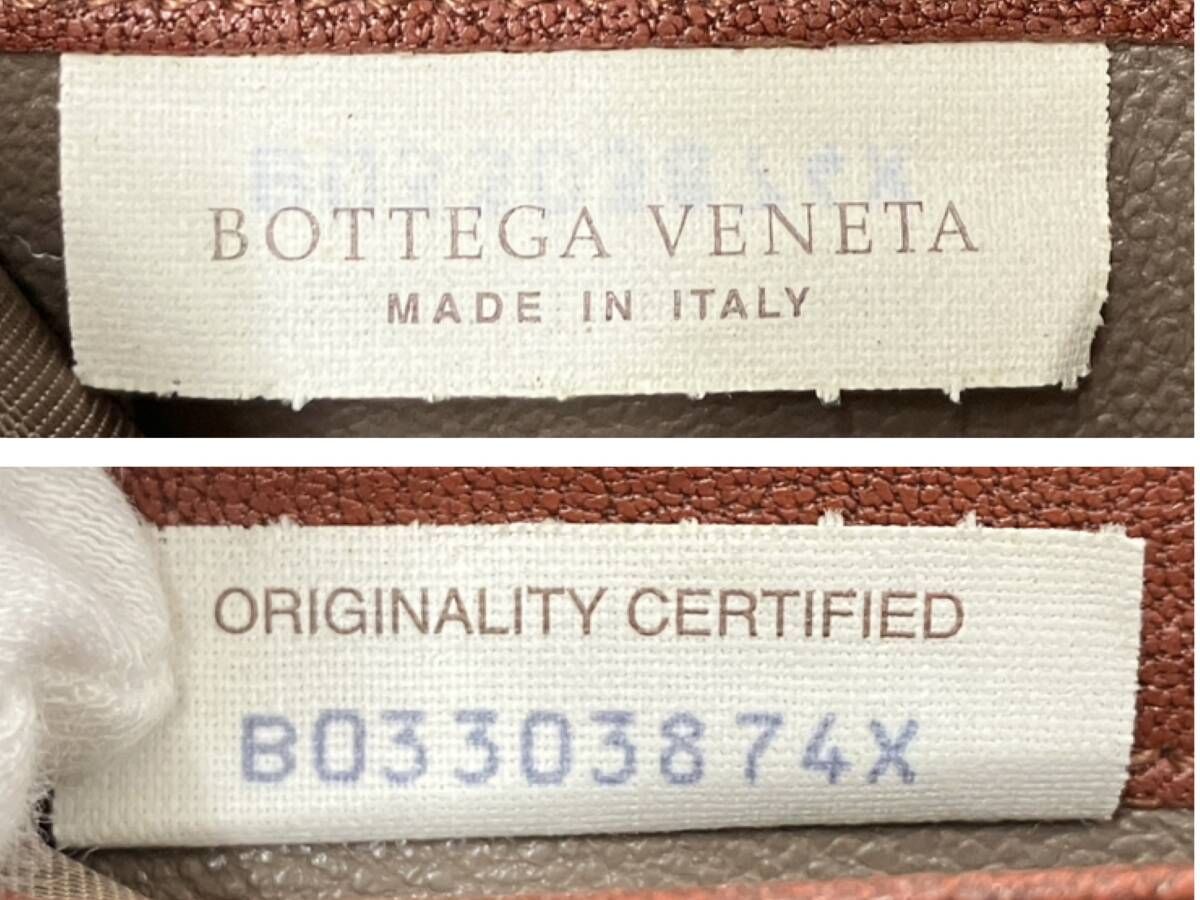 BOTTEGA VENETA
MADE IN ITALY
ORIGINALITY CERTIFIED
B03303874X